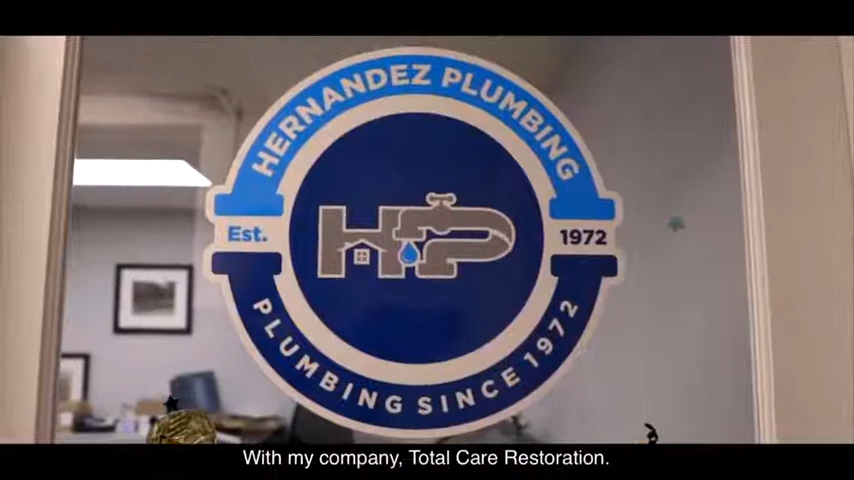 HERNANDEZ PLUMBING
Est.
1972
HP
PLUMBING SINCE 1972
With my company, Total Care Restoration.